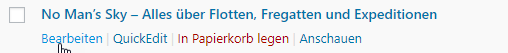 No Man's Sky – Alles über Flotten, Fregatten und Expeditionen
Bearbeiten | QuickEdit | In Papierkorb legen | Anschauen